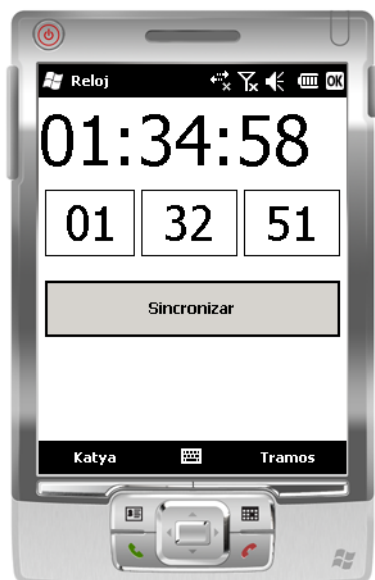 Reloj OK
01:34:58
01 32 51
Sincronizar
Katya Tramos